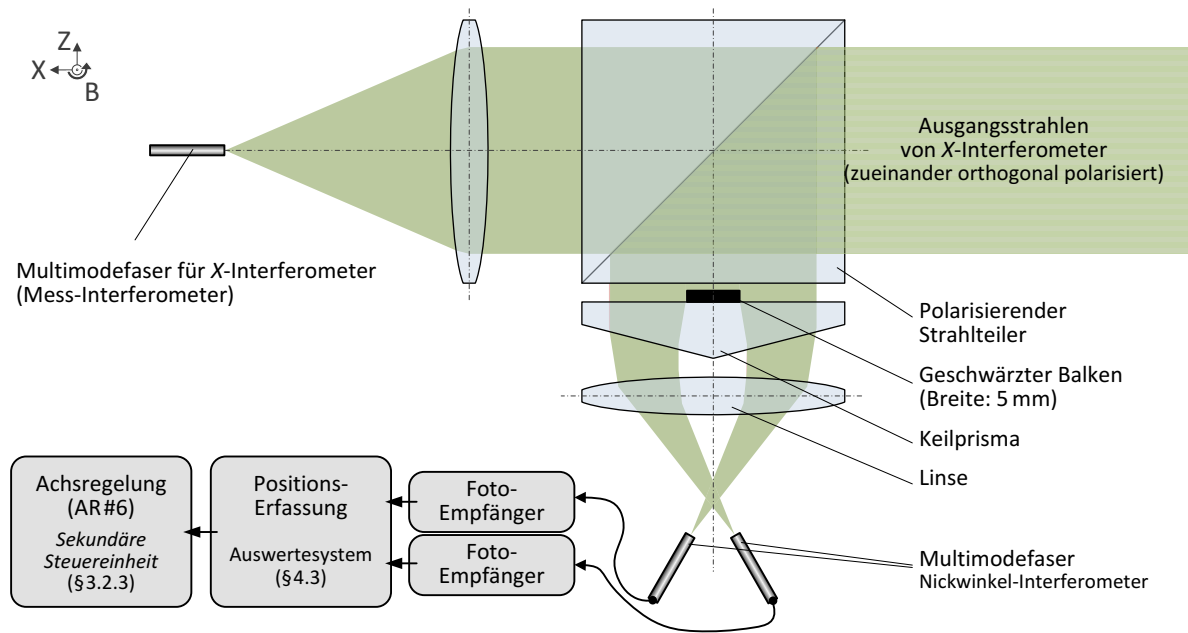 Z
X
B
Ausgangsstrahlen
von X-Interferometer
(zueinander orthogonal polarisiert)
Multimodefaser für X-Interferometer
(Mess-Interferometer)
Polarisierender
Strahlteiler
Geschwärzter Balken
(Breite: 5 mm)
Keilprisma
Linse
Achsregelung
(AR#6)
Sekundäre
Steuereinheit
(§3.2.3)
Positions-
Erfassung
Auswertesystem
(§4.3)
Foto-
Empfänger
Foto-
Empfänger
Multimodefaser
Nickwinkel-Interferometer